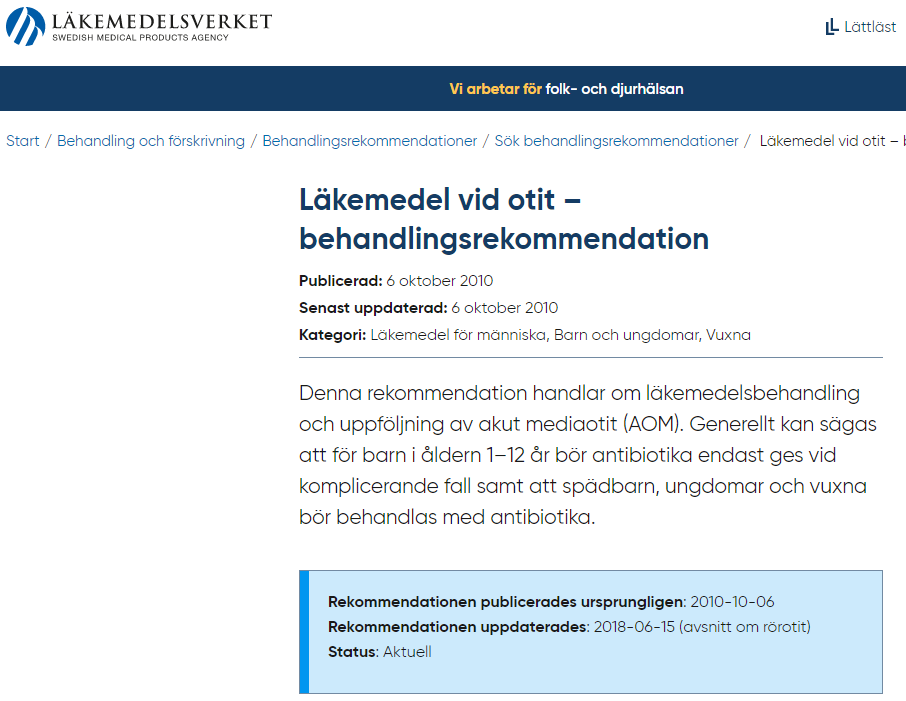 LÄKEMEDELSVERKET
SWEDISH MEDICAL PRODUCTS AGENCY
Lättläst
Vi arbetar för folk- och djurhälsan
Start / Behandling och förskrivning / Behandlingsrekommendationer / Sök behandlingsrekommendationer / Läkemedel vid otit –
Läkemedel vid otit –
behandlingsrekommendation
Publicerad: 6 oktober 2010
Senast uppdaterad: 6 oktober 2010
Kategori: Läkemedel för människa, Barn och ungdomar, Vuxna
Denna rekommendation handlar om läkemedelsbehandling
och uppföljning av akut mediaotit (AOM). Generellt kan sägas
att för barn i åldern 1–12 år bör antibiotika endast ges vid
komplicerande fall samt att spädbarn, ungdomar och vuxna
bör behandlas med antibiotika.
Rekommendationen publicerades ursprungligen: 2010-10-06
Rekommendationen uppdaterades: 2018-06-15 (avsnitt om rörotit)
Status: Aktuell